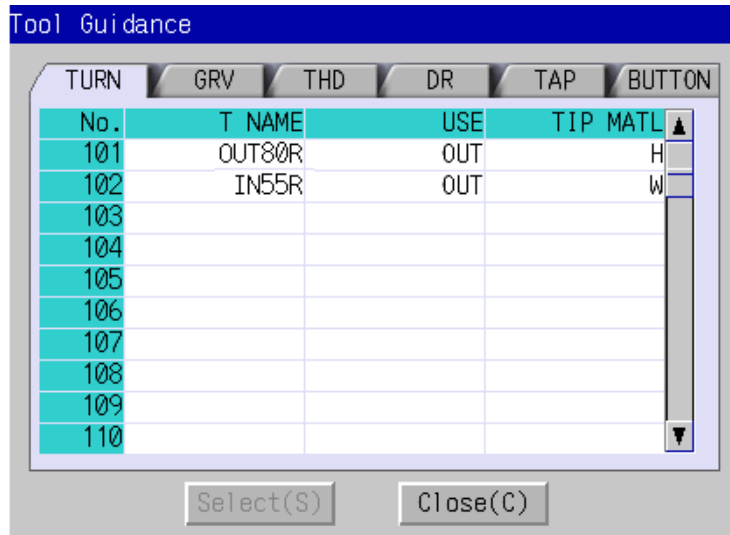 Tool Guidance
TURN GRV THD DR TAP BUTTON
No. T NAME USE TIP MATL
101 OUT80R OUT H
102 IN55R OUT W
103
104
105
106
107
108
109
110
Select(S) Close(C)